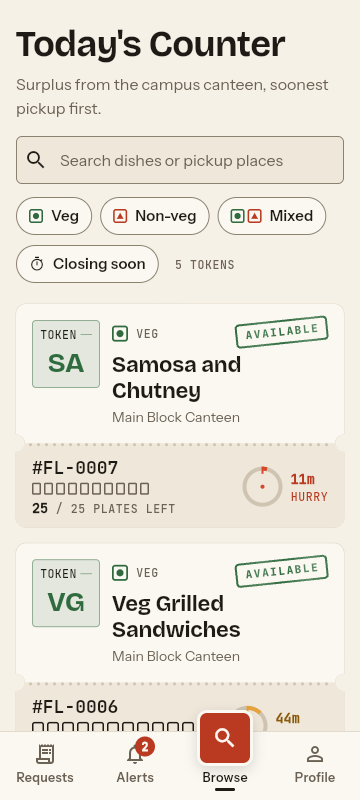 Today's Counter
Surplus from the campus canteen, soonest
pickup first.
Search dishes or pickup places
Veg
Non-veg
Mixed
Closing soon
5 TOKENS
TOKEN
SA
VEG
AVAILABLE
Samosa and
Chutney
Main Block Canteen
#FL-0007
25 / 25 PLATES LEFT
11m
HURRY
TOKEN
VG
VEG
AVAILABLE
Veg Grilled
Sandwiches
Main Block Canteen
#FL-0006
44m
2
Requests
Alerts
Browse
Profile